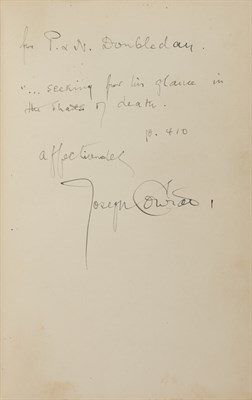 for P. & N. Doubleday.
"... seeking for his glance in
the shades of death.
p. 410
affectionately
Joseph Conrad